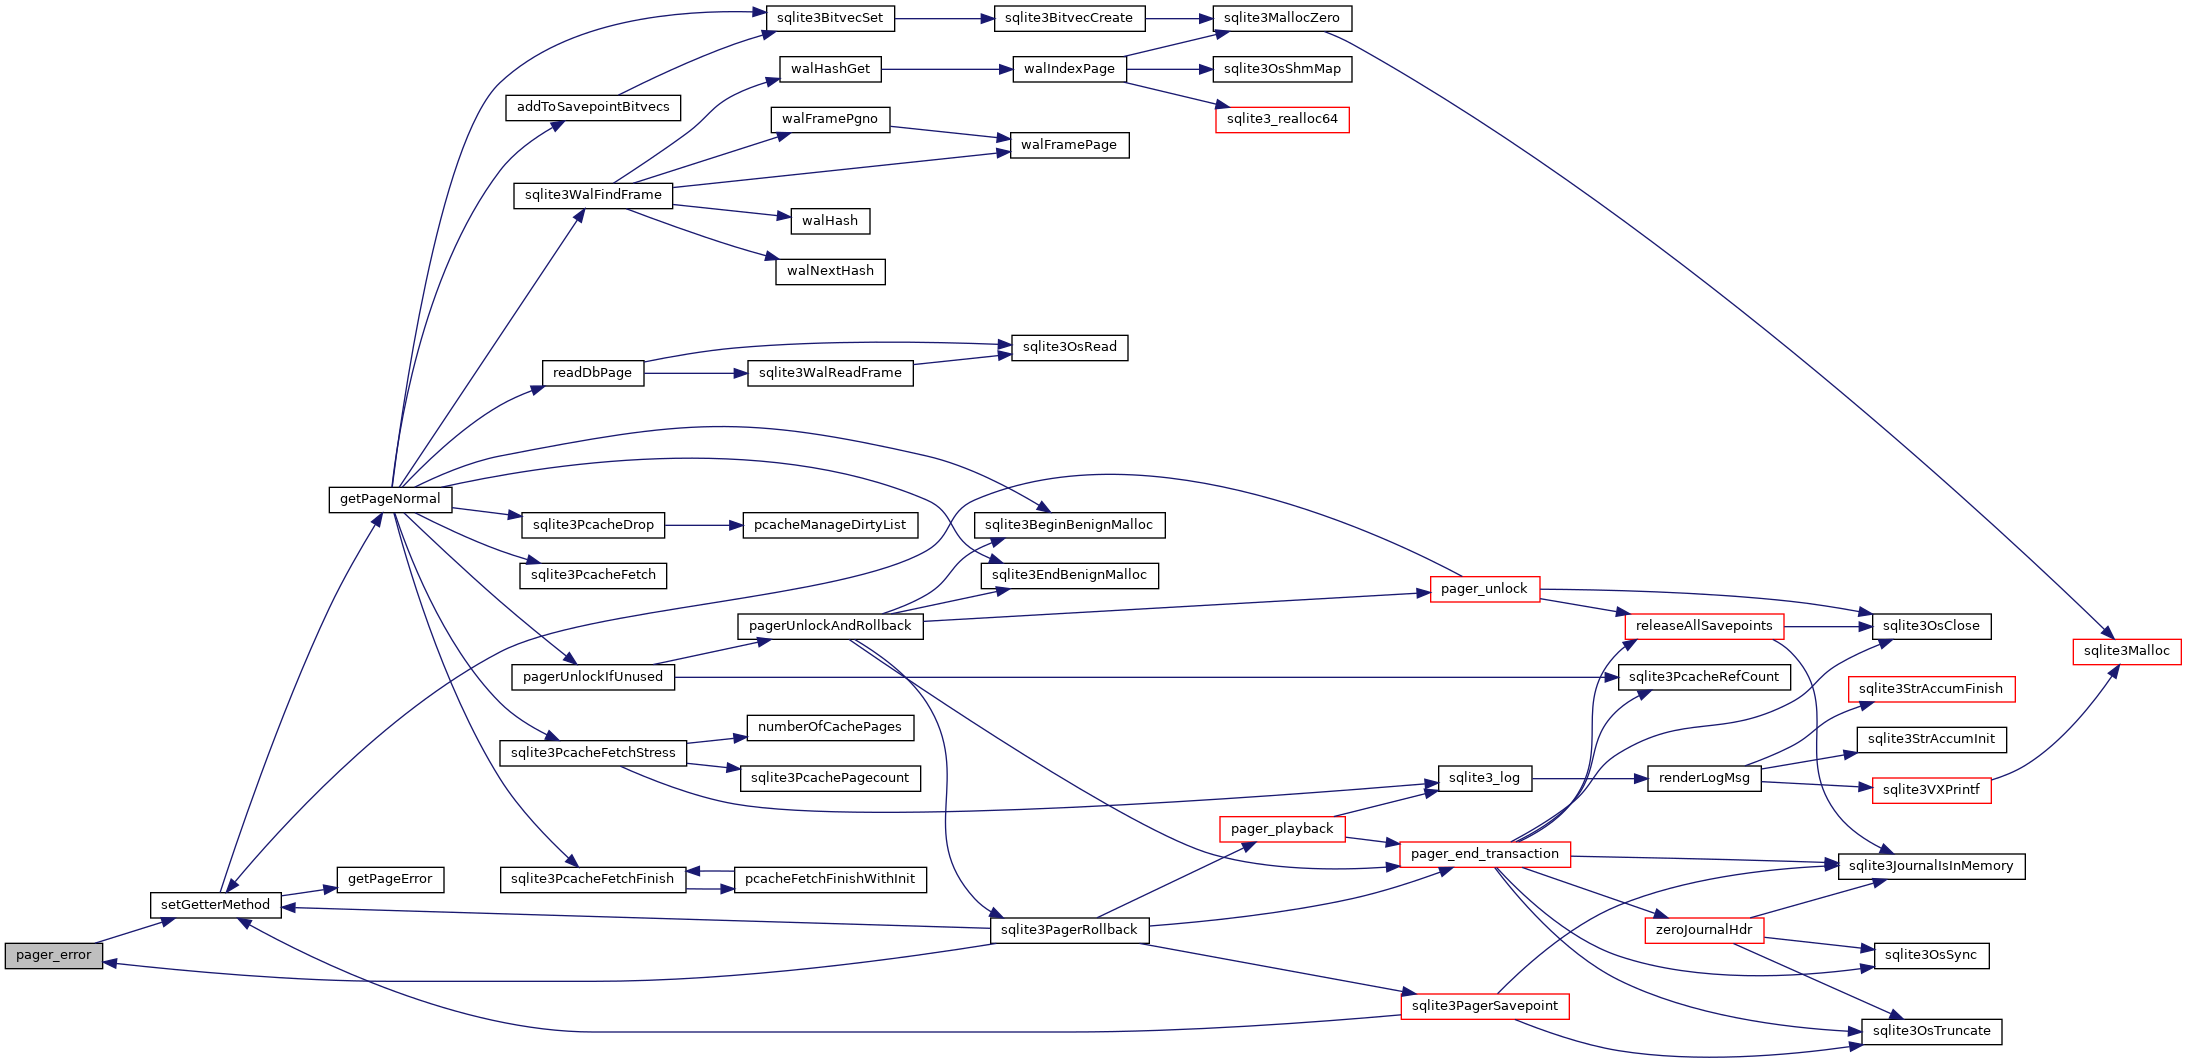 sqlite3BitvecSet
sqlite3BitvecCreate
sqlite3MallocZero
walHashGet
walIndexPage
sqlite3OsShmMap
addToSavepointBitvecs
walFramePgno
sqlite3_realloc64
walFramePage
sqlite3WalFindFrame
walHash
walNextHash
sqlite3OsRead
readDbPage
sqlite3WalReadFrame
getPageNormal
sqlite3PcacheDrop
pcacheManageDirtyList
sqlite3BeginBenignMalloc
sqlite3PcacheFetch
sqlite3EndBenignMalloc
pager_unlock
pagerUnlockAndRollback
releaseAllSavepoints
sqlite3OsClose
sqlite3Malloc
pagerUnlockIfUnused
sqlite3PcacheRefCount
sqlite3StrAccumFinish
numberOfCachePages
sqlite3StrAccumInit
sqlite3PcacheFetchStress
sqlite3PcachePagecount
sqlite3_log
renderLogMsg
sqlite3VXPrintf
pager_playback
pager_end_transaction
sqlite3JournalIsInMemory
getPageError
sqlite3PcacheFetchFinish
pcacheFetchFinishWithInit
setGetterMethod
sqlite3PagerRollback
zeroJournalHdr
pager_error
sqlite3OsSync
sqlite3PagerSavepoint
sqlite3OsTruncate